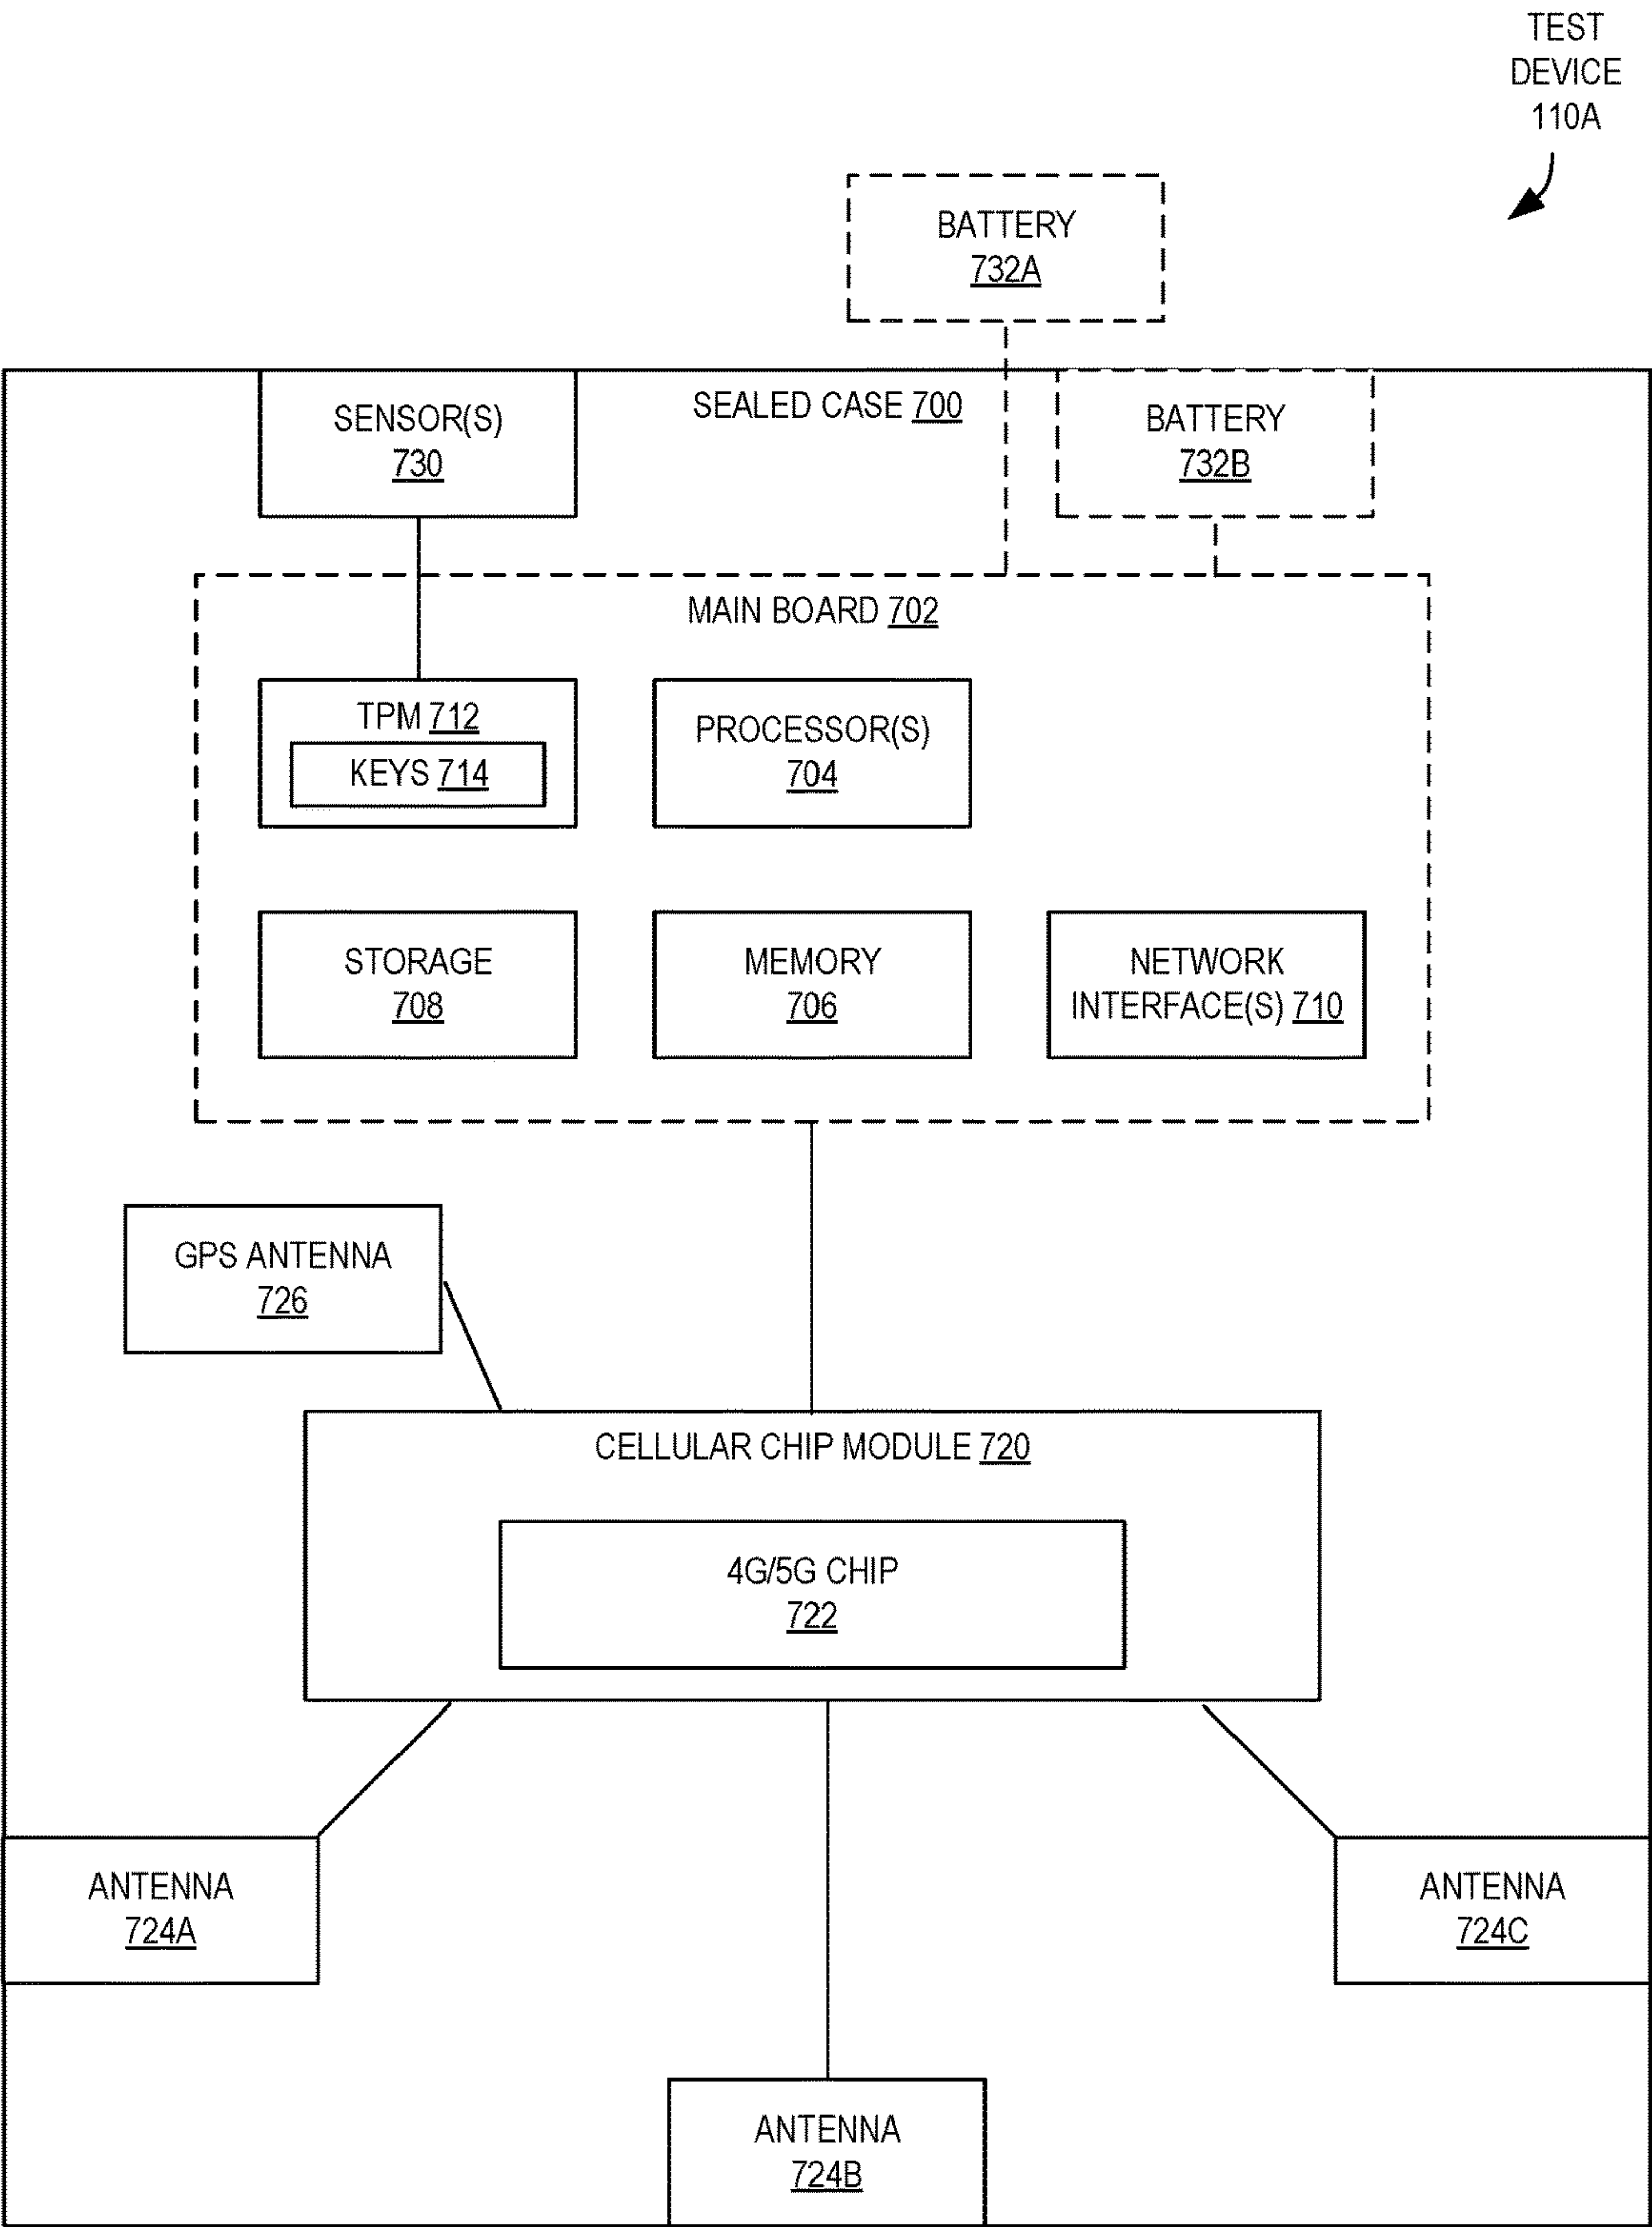 TEST
DEVICE
110A
BATTERY
732A
SENSOR(S)
730
SEALED CASE 700
BATTERY
732B
MAIN BOARD 702
TPM 712
KEYS 714
PROCESSOR(S)
704
STORAGE
708
MEMORY
706
NETWORK
INTERFACE(S) 710
GPS ANTENNA
726
CELLULAR CHIP MODULE 720
4G/5G CHIP
722
ANTENNA
724A
ANTENNA
724C
ANTENNA
724B